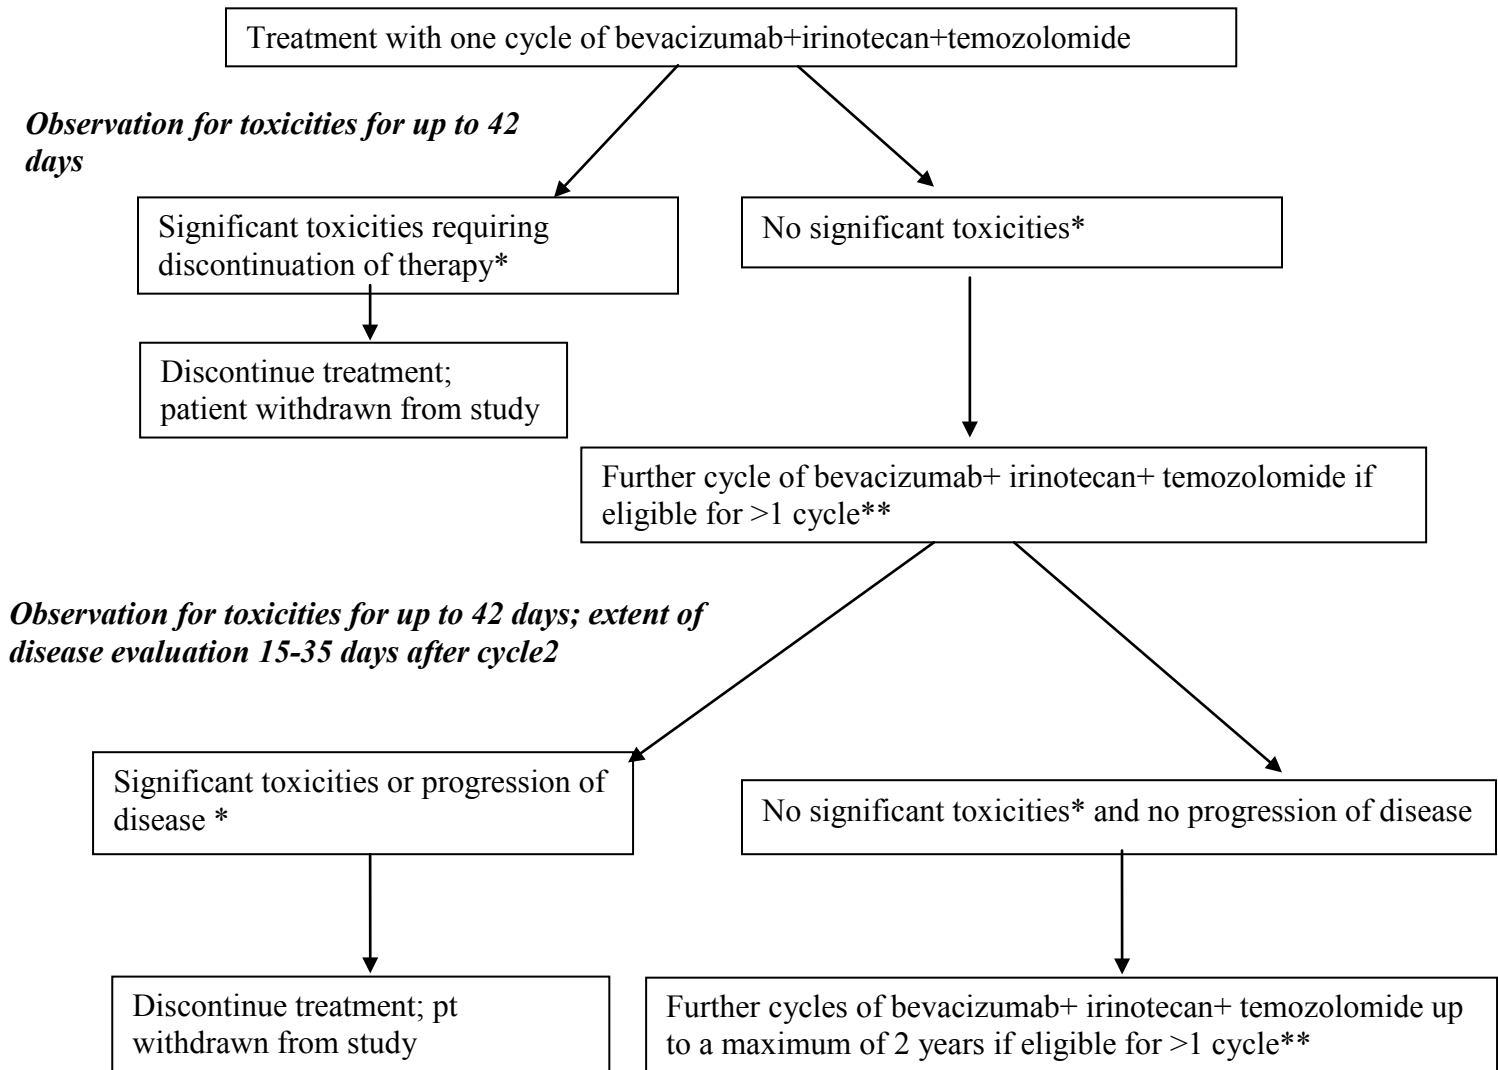 Treatment with one cycle of bevacizumab+irinotecan+temozolomide
Observation for toxicities for up to 42
days
Significant toxicities requiring
discontinuation of therapy*
No significant toxicities*
Discontinue treatment;
patient withdrawn from study
Further cycle of bevacizumab+ irinotecan+ temozolomide if
eligible for >1 cycle**
Observation for toxicities for up to 42 days; extent of
disease evaluation 15-35 days after cycle2
Significant toxicities or progression of
disease *
No significant toxicities* and no progression of disease
Discontinue treatment; pt
withdrawn from study
Further cycles of bevacizumab+ irinotecan+ temozolomide up
to a maximum of 2 years if eligible for >1 cycle**